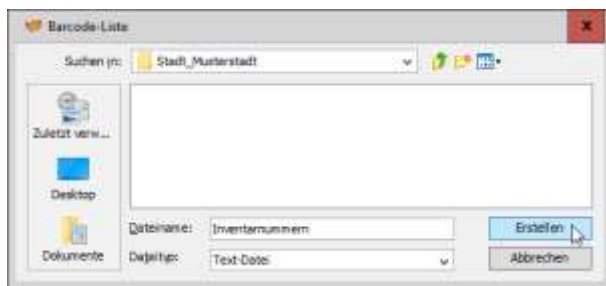 Barcode-Liste
Suchen in: Stadt_Musterstadt
Zuletzt verw...
Desktop
Dokumente
Dateiname: Inventarnummern Erstellen
Dateityp: Text-Datei Abbrechen